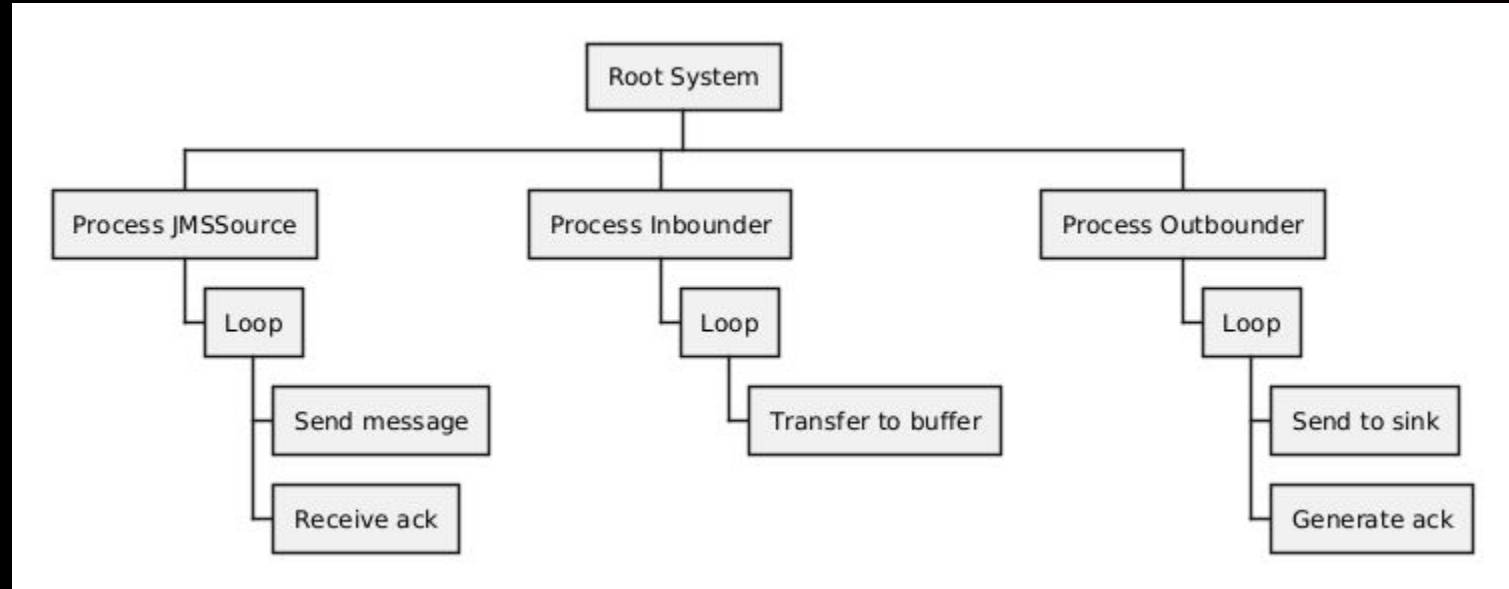 Root System
Process JMSSource
Process Inbounder
Process Outbounder
Loop
Loop
Loop
Send message
Transfer to buffer
Send to sink
Receive ack
Generate ack